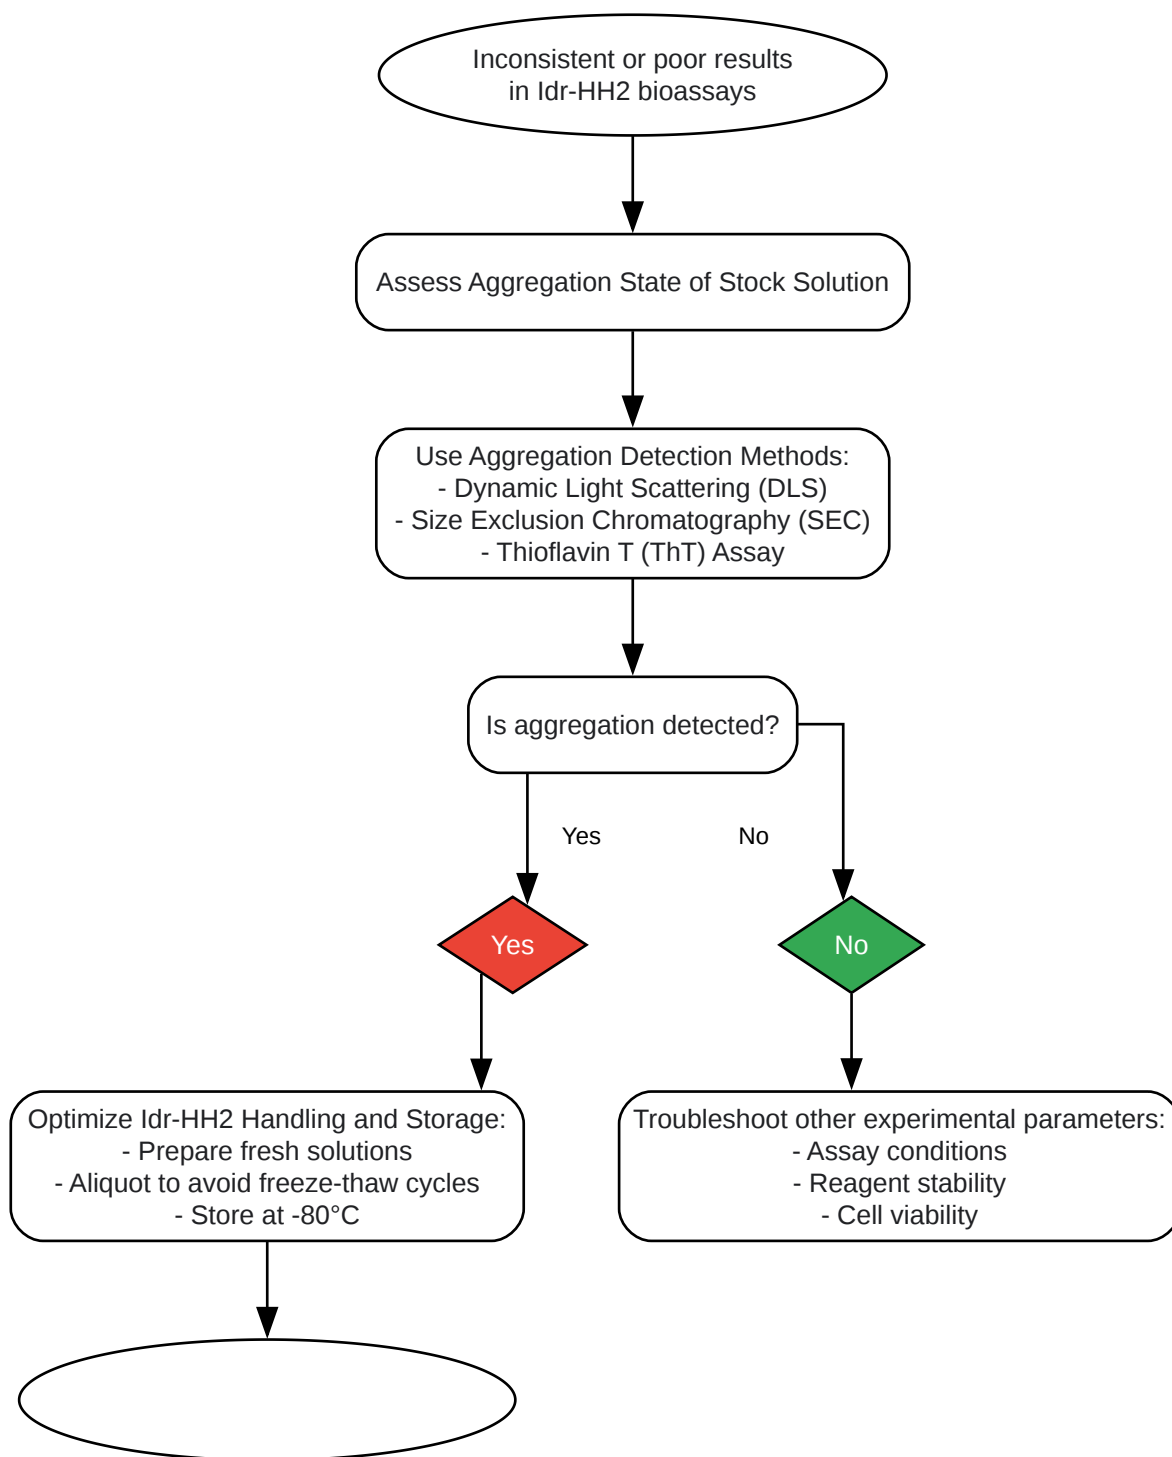 Inconsistent or poor results
in Idr-HH2 bioassays
Assess Aggregation State of Stock Solution
Use Aggregation Detection Methods:
- Dynamic Light Scattering (DLS)
- Size Exclusion Chromatography (SEC)
- Thioflavin T (ThT) Assay
Is aggregation detected?
Yes
No
Yes
No
Optimize Idr-HH2 Handling and Storage:
- Prepare fresh solutions
- Aliquot to avoid freeze-thaw cycles
- Store at -80°C
Troubleshoot other experimental parameters:
- Assay conditions
- Reagent stability
- Cell viability